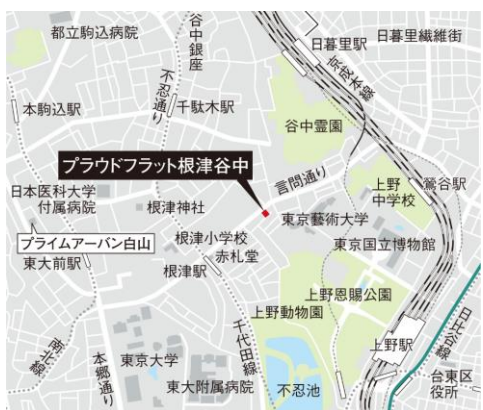 都立駒込病院
谷中
銀座
日暮里駅
日暮里繊維街
京成本線
不忍通り
本駒込駅
千駄木駅
谷中霊園
プラウドフラット根津谷中
言問通り
上野
中学校
鶯谷駅
日本医科大学
付属病院
根津神社
東京藝術大学
プライムアーバン白山
根津小学校
赤札堂
東京国立博物館
東大前駅
根津駅
上野恩賜公園
上野動物園
南北線
本郷通り
東京大学
東大附属病院
千代田線
不忍池
上野駅
日比谷線
台東区
役所